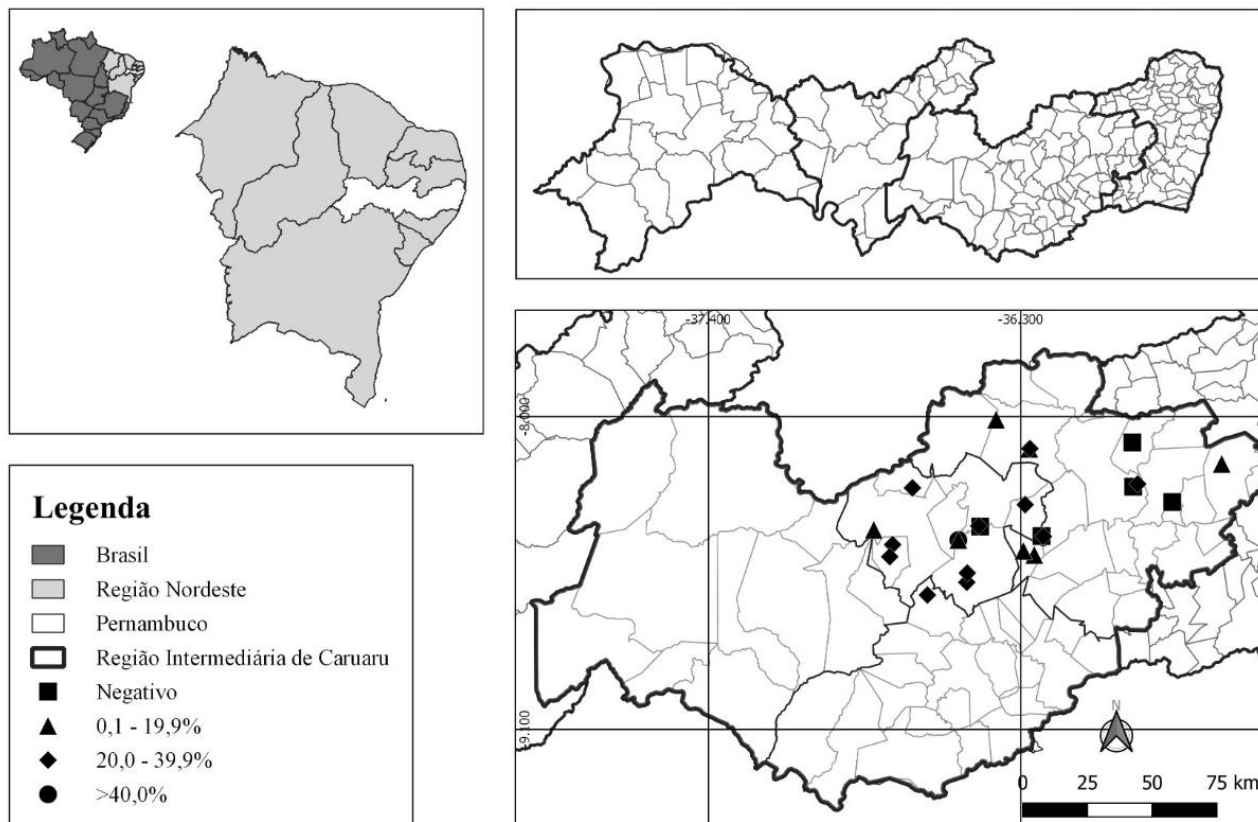 Legenda
Brasil
Região Nordeste
Pernambuco
Região Intermediária de Caruaru
Negativo
0,1 - 19,9%
20,0 - 39,9%
>40,0%
-37.400
-36.300
-8.000
-9.100
N
0 25 50 75 km